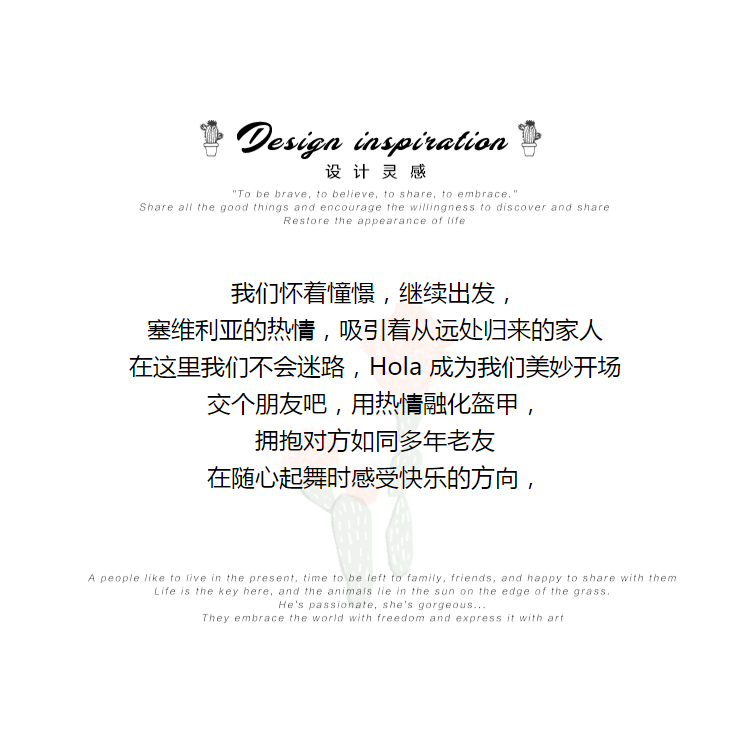 Design inspiration
设计灵感
"To be brave, to believe, to share, to embrace."
Share all the good things and encourage the willingness to discover and share
Restore the appearance of life
我们怀着憧憬，继续出发，
塞维利亚的热情，吸引着从远处归来的家人
在这里我们不会迷路，Hola 成为我们美妙开场
交个朋友吧，用热情融化盔甲，
拥抱对方如同多年老友
在随心起舞时感受快乐的方向，
A people like to live in the present, time to be left to family, friends, and happy to share with them
Life is the key here, and the animals lie in the sun on the edge of the grass.
He's passionate, she's gorgeous...
They embrace the world with freedom and express it with art